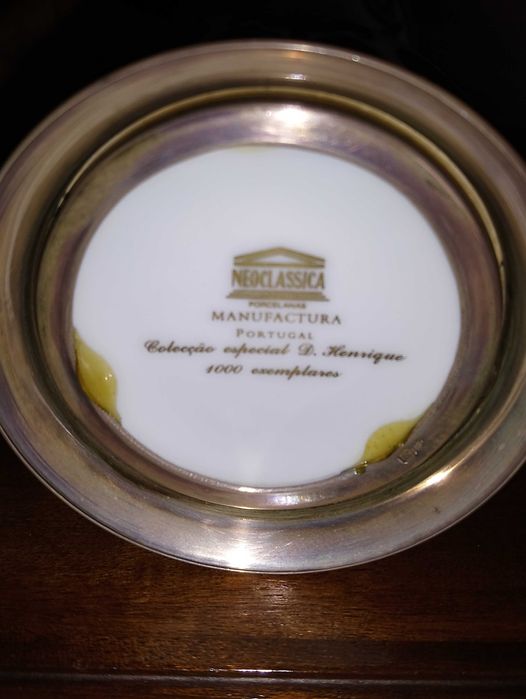 NEOCLASSICA
PORCELANAS
MANUFACTURA
PORTUGAL
Colecção especial D. Henrique
1000 exemplares